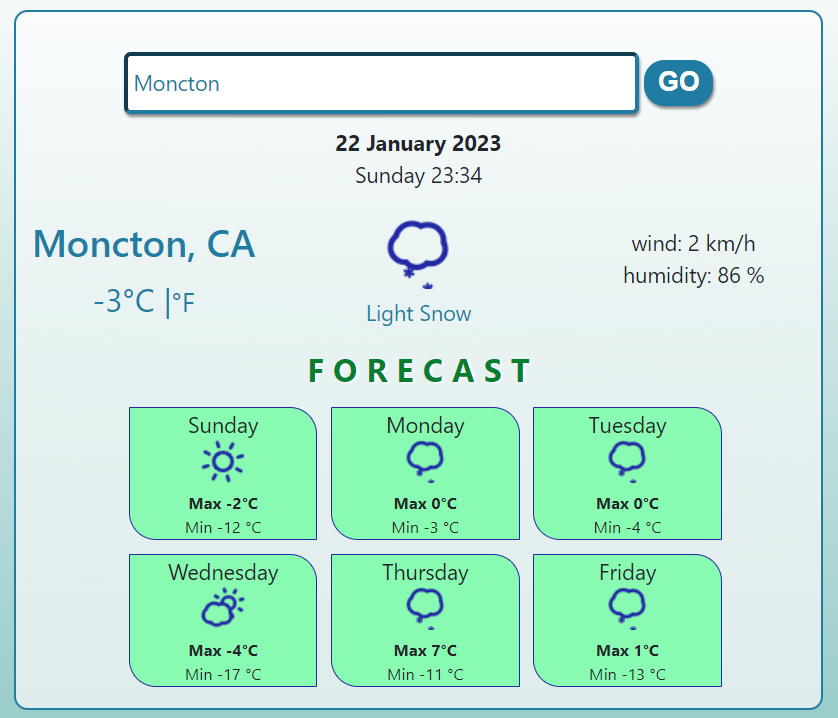 Moncton
GO
22 January 2023
Sunday 23:34
Moncton, CA
-3°C |°F
Light Snow
wind: 2 km/h
humidity: 86 %
FORECAST
Sunday
Max -2°C
Min -12 °C
Monday
Max 0°C
Min -3 °C
Tuesday
Max 0°C
Min -4 °C
Wednesday
Max -4°C
Min -17 °C
Thursday
Max 7°C
Min -11 °C
Friday
Max 1°C
Min -13 °C